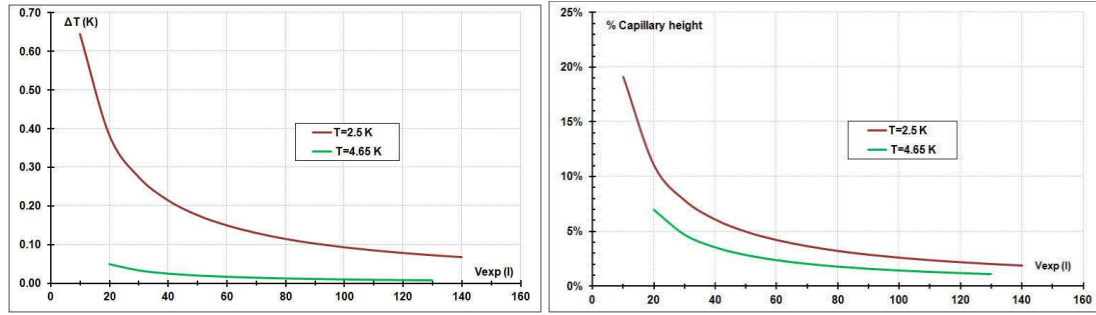 0.70
ΔT (K)
0.60
0.50
0.40
0.30
0.20
0.10
0.00
T=2.5 K
T=4.65 K
Vexp (l)
0 20 40 60 80 100 120 140 160
25%
% Capillary height
20%
15%
10%
5%
0%
T=2.5 K
T=4.65 K
Vexp (l)
0 20 40 60 80 100 120 140 160